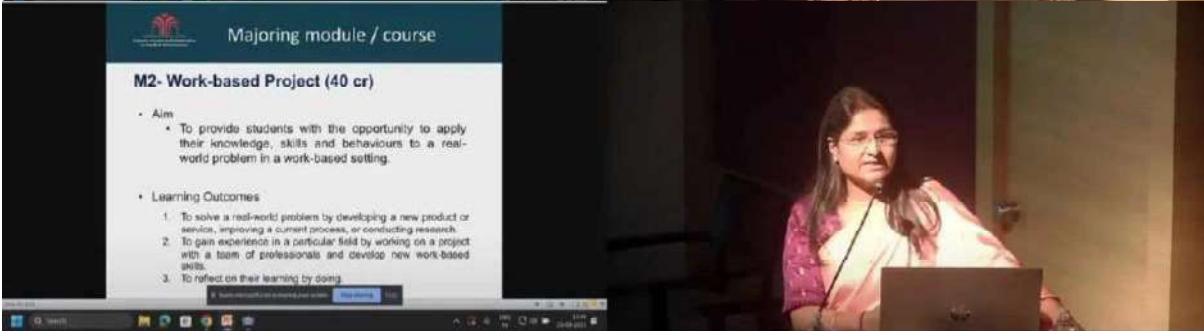 Majoring module / course
M2- Work-based Project (40 cr)
• Aim
• To provide students with the opportunity to apply
their knowledge, skills and behaviours to a real-
world problem in a work-based setting.
• Learning Outcomes
1. To solve a real-world problem by developing a new product or
service, improving a current process, or conducting research.
2. To gain experience in a particular field by working on a project
with a team of professionals and develop new work-based
skills.
3. To reflect on their learning by doing.
Stop sharing
Search
hp